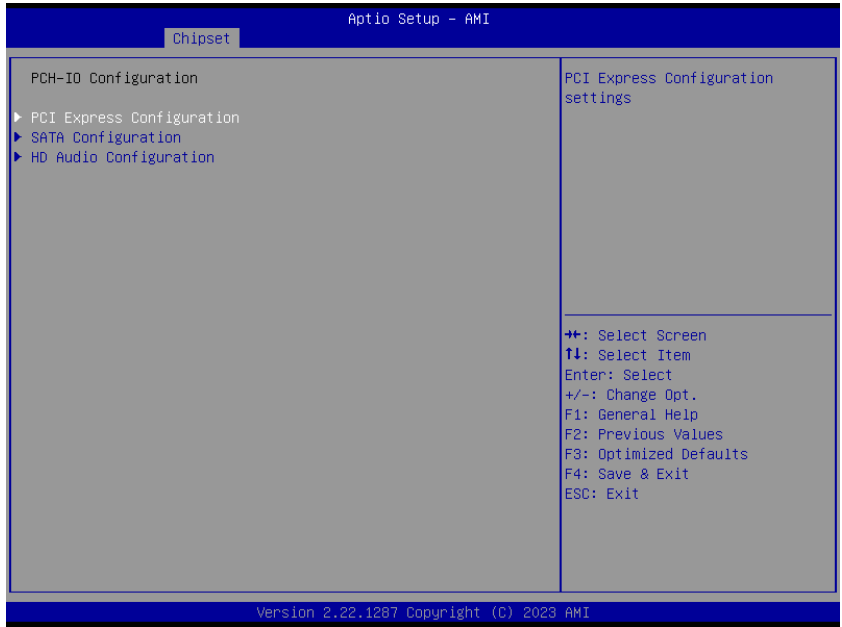 Aptio Setup – AMI
Chipset
PCH-IO Configuration
PCI Express Configuration
SATA Configuration
HD Audio Configuration
PCI Express Configuration
settings
→←: Select Screen
↑↓: Select Item
Enter: Select
+/-: Change Opt.
F1: General Help
F2: Previous Values
F3: Optimized Defaults
F4: Save & Exit
ESC: Exit
Version 2.22.1287 Copyright (C) 2023 AMI